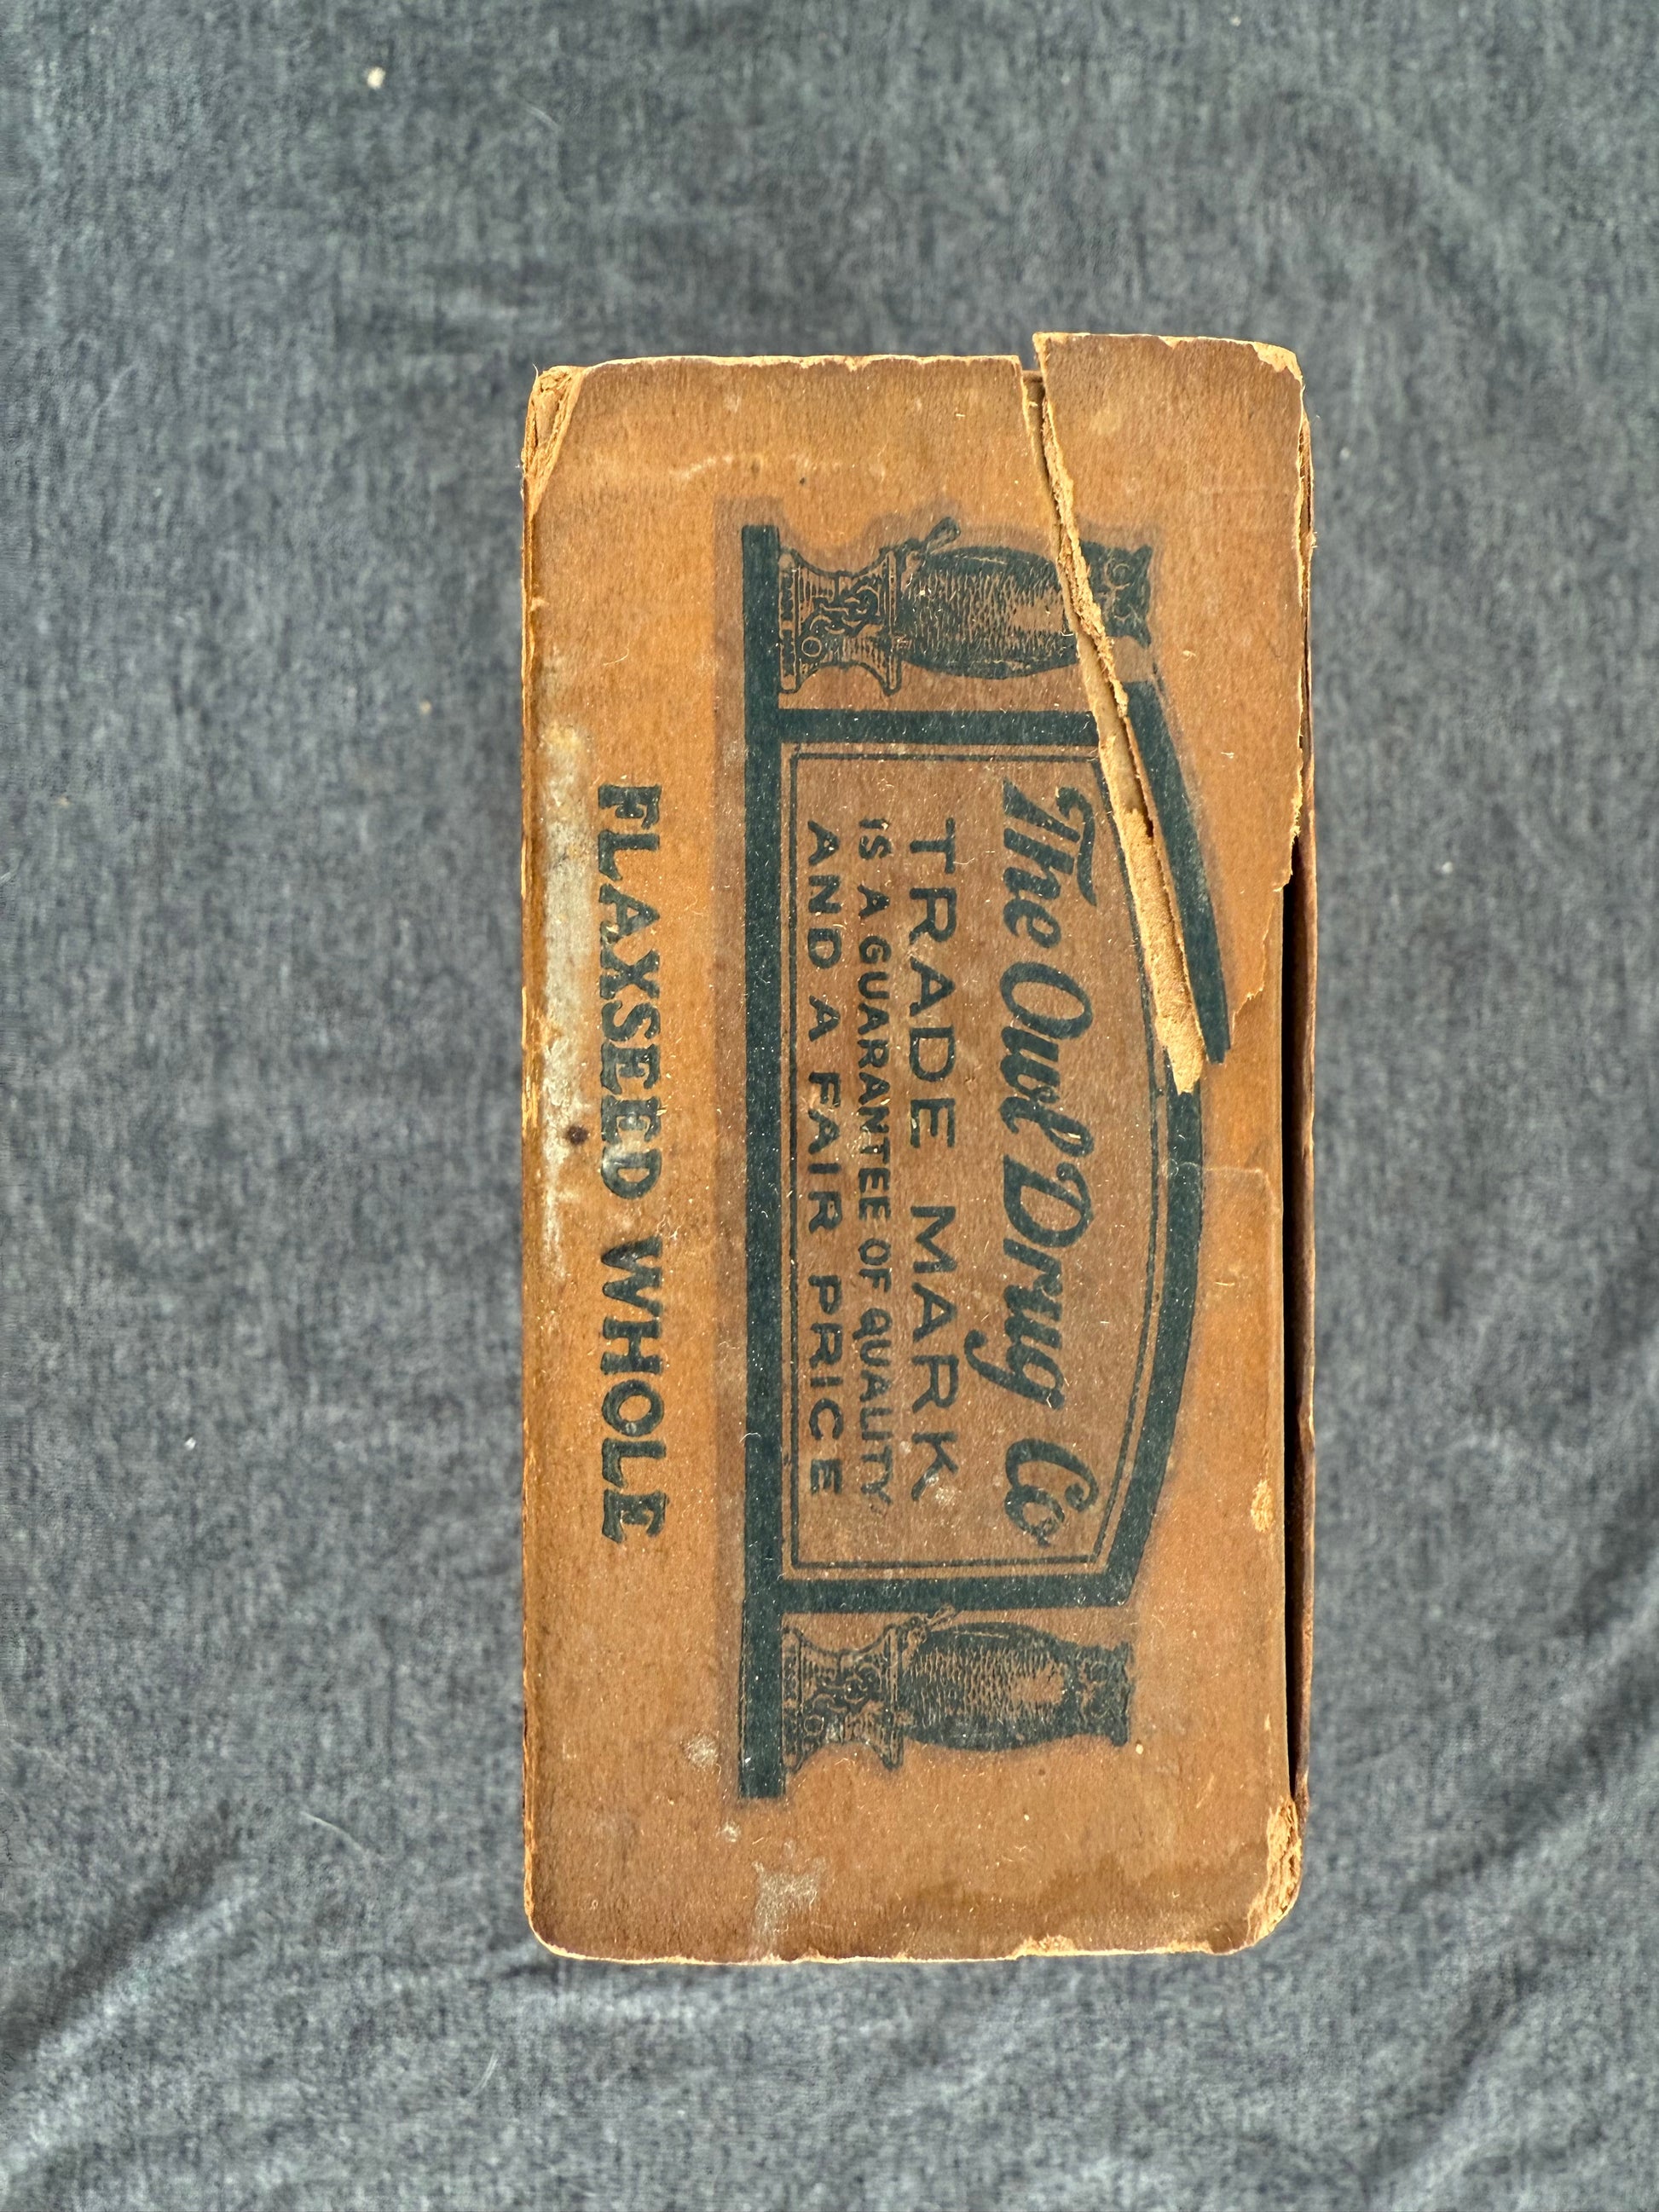 The Owl Drug Co
TRADE MARK
IS A GUARANTEE OF QUALITY
AND A FAIR PRICE
FLAXSEED WHOLE